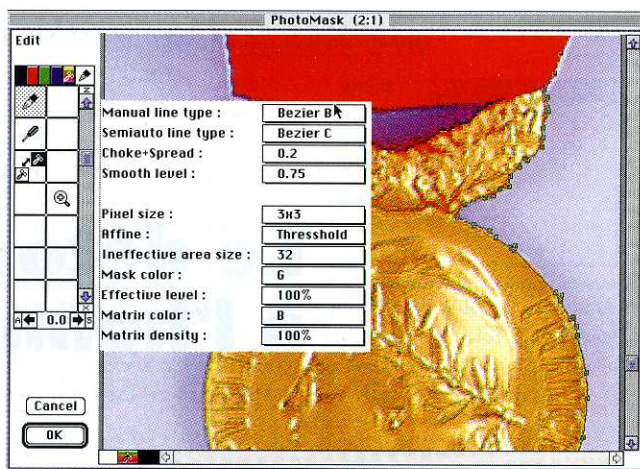 PhotoMask (2:1)
Edit
Manual line type : Bezier B
Semiauto line type : Bezier C
Choke+Spread : 0.2
Smooth level : 0.75
Pixel size : 3x3
Affine : Thresshold
Ineffective area size : 32
Mask color : G
Effective level : 100%
Matrix color : B
Matrix density : 100%
A 0.0 S
Cancel
OK